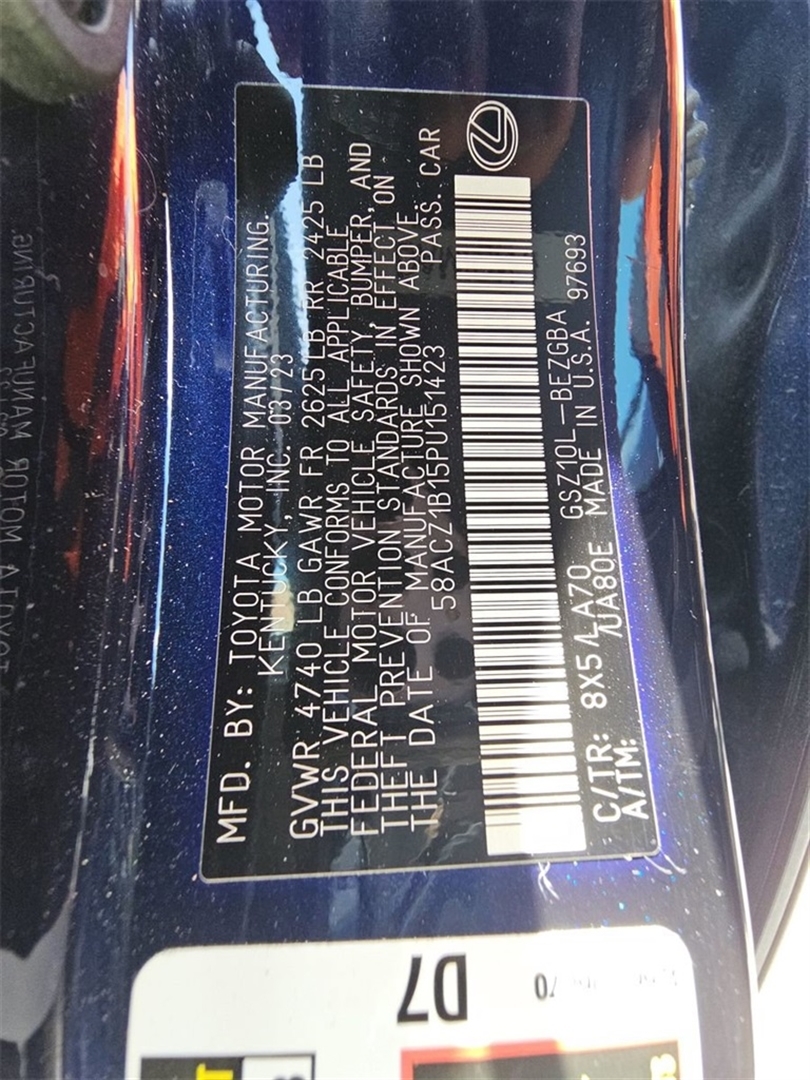 MFD. BY: TOYOTA MOTOR MANUFACTURING.
KENTUCKY, INC. 03/23
GVWR 4740 LB GAWR FR 2625 LB RR 2425 LB
THIS VEHICLE CONFORMS TO ALL APPLICABLE
FEDERAL MOTOR VEHICLE SAFETY, BUMPER, AND
THEFT PREVENTION STANDARDS IN EFFECT ON
THE DATE OF MANUFACTURE SHOWN ABOVE.
58ACZ1B15PU151423 PASS. CAR
C/TR: 8X5/LA70 GSZ10L-BEZGBA
A/TM: /UA80E MADE IN U.S.A. 97693
D7
70